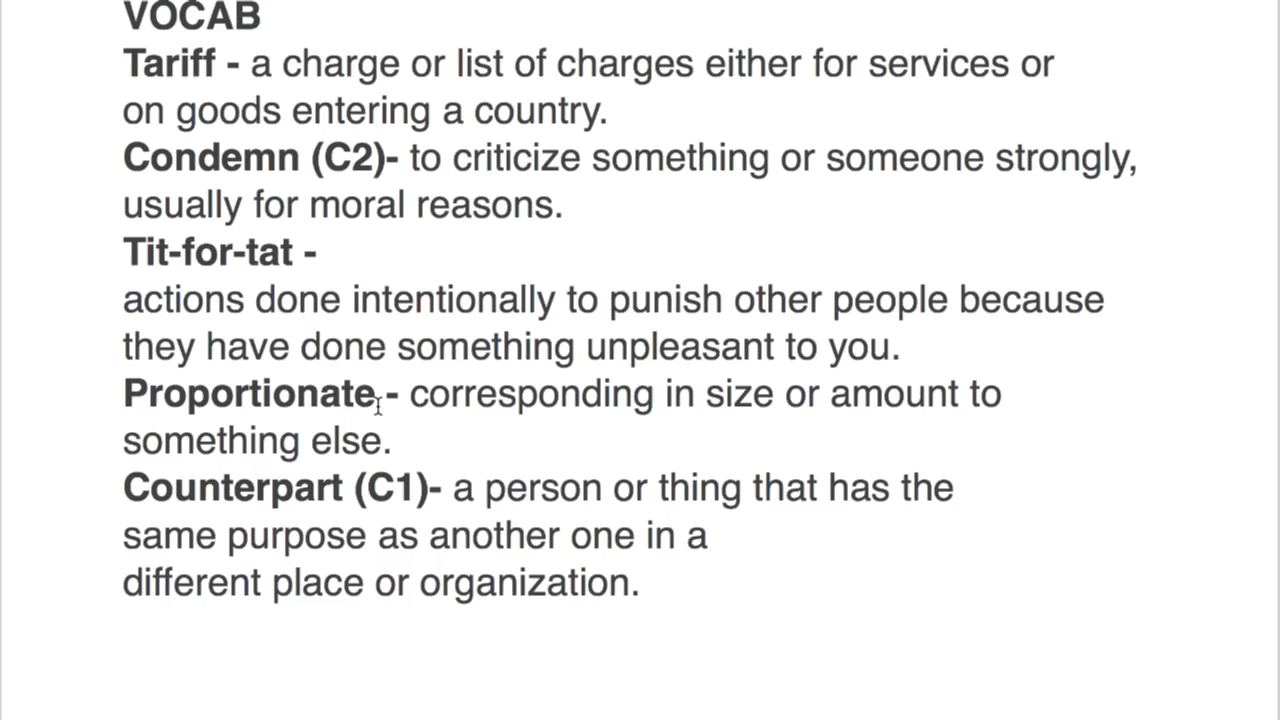 VOCAB
Tariff - a charge or list of charges either for services or
on goods entering a country.
Condemn (C2)- to criticize something or someone strongly,
usually for moral reasons.
Tit-for-tat -
actions done intentionally to punish other people because
they have done something unpleasant to you.
Proportionate - corresponding in size or amount to
something else.
Counterpart (C1)- a person or thing that has the
same purpose as another one in a
different place or organization.